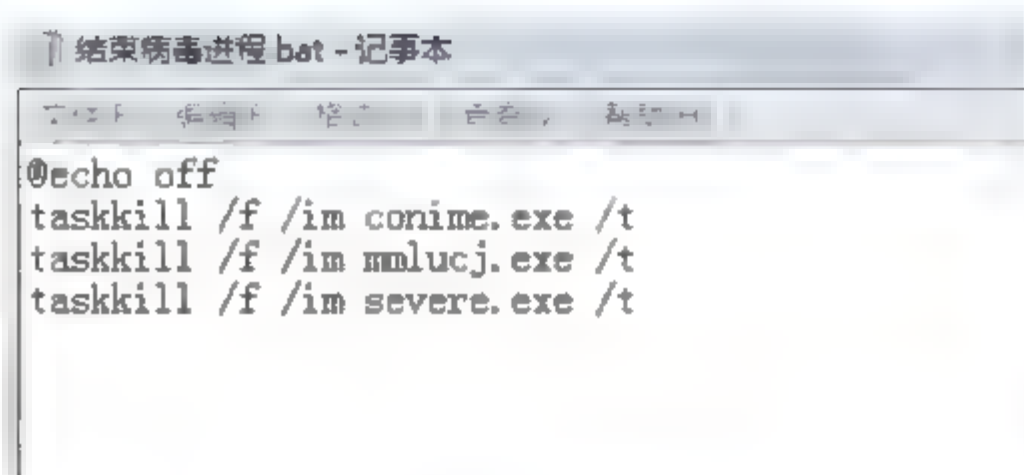 结束病毒进程.bat - 记事本
@echo off
taskkill /f /im conime.exe /t
taskkill /f /im mmlucj.exe /t
taskkill /f /im severe.exe /t